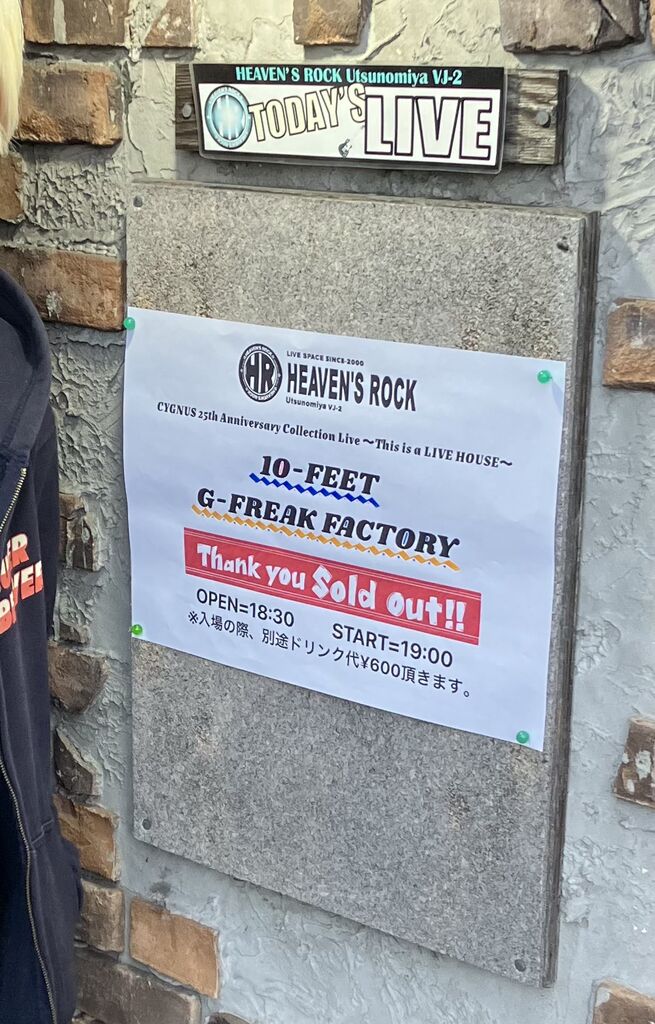 HEAVEN'S ROCK Utsunomiya VJ-2
TODAY'S LIVE
LIVE SPACE SINCE-2000
HR
HEAVEN'S ROCK
Utsunomiya VJ-2
CYGNUS 25th Anniversary Collection Live 〜This is a LIVE HOUSE〜
10-FEET
G-FREAK FACTORY
Thank you Sold out!!
OPEN=18:30 START=19:00
※入場の際、別途ドリンク代¥600頂きます。